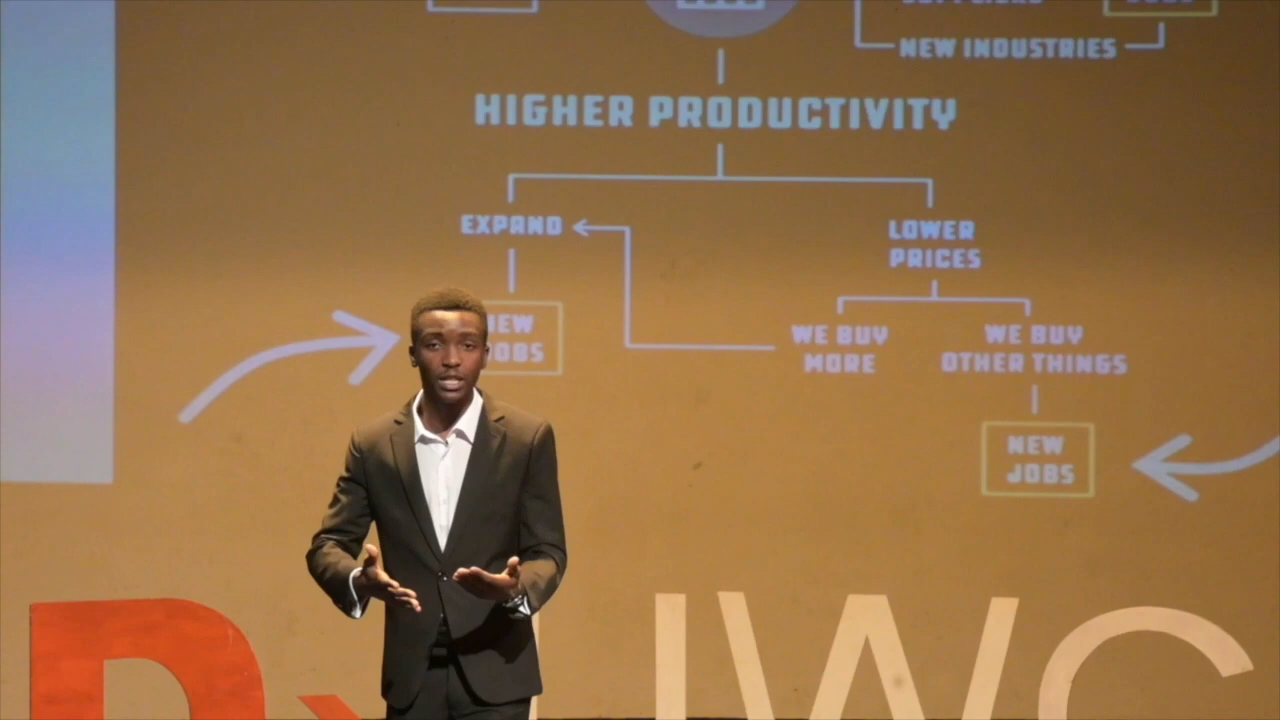 NEW INDUSTRIES
HIGHER PRODUCTIVITY
EXPAND
LOWER
PRICES
WE BUY
MORE
WE BUY
OTHER THINGS
NEW
JOBS